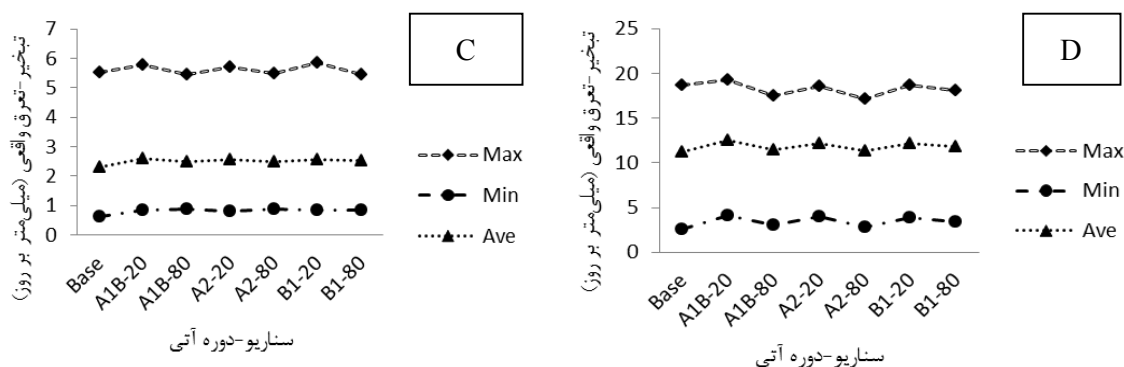 C
تبخیر-تعرق واقعی (میلی‌متر بر روز)
7
6
5
4
3
2
1
0
Max
Min
Ave
Base
A1B-20
A1B-80
A2-20
A2-80
B1-20
B1-80
سناریو-دوره آتی
D
تبخیر-تعرق واقعی (میلی‌متر بر روز)
25
20
15
10
5
0
Max
Min
Ave
Base
A1B-20
A1B-80
A2-20
A2-80
B1-20
B1-80
سناریو-دوره آتی